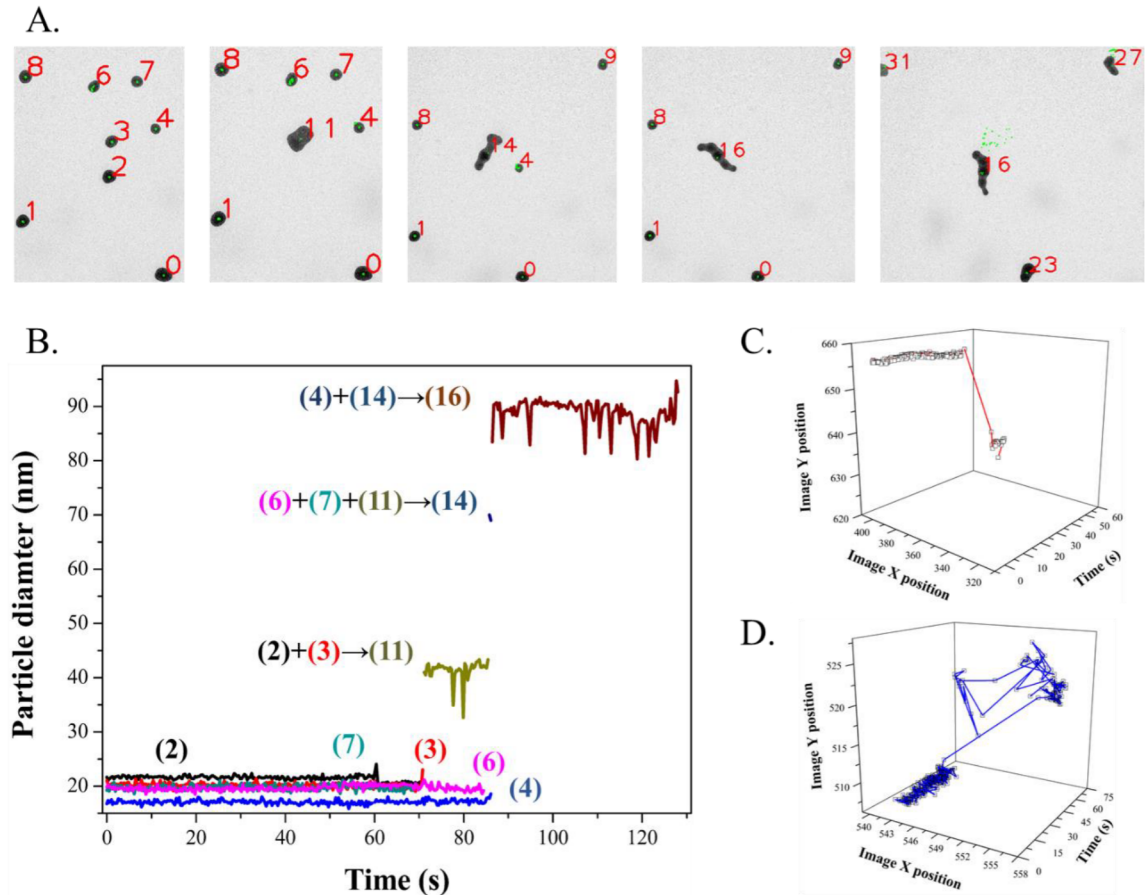 A.
8 6 7 3 4 2 1 0
8 6 7 11 4 1 0
9 8 14 4 1 0
9 8 16 1 0
31 27 16 23
B.
Particle diamter (nm)
90
80
70
60
50
40
30
20
0 20 40 60 80 100 120
Time (s)
(4)+(14)→(16)
(6)+(7)+(11)→(14)
(2)+(3)→(11)
(2) (7) (3) (6) (4)
C.
Image Y position
660
650
640
630
620
400 380 360 340 320
Image X position
0 10 20 30 40 50 60
Time (s)
D.
Image Y position
525
520
515
510
540 543 546 549 552 555 558
Image X position
0 15 30 45 60 75
Time (s)